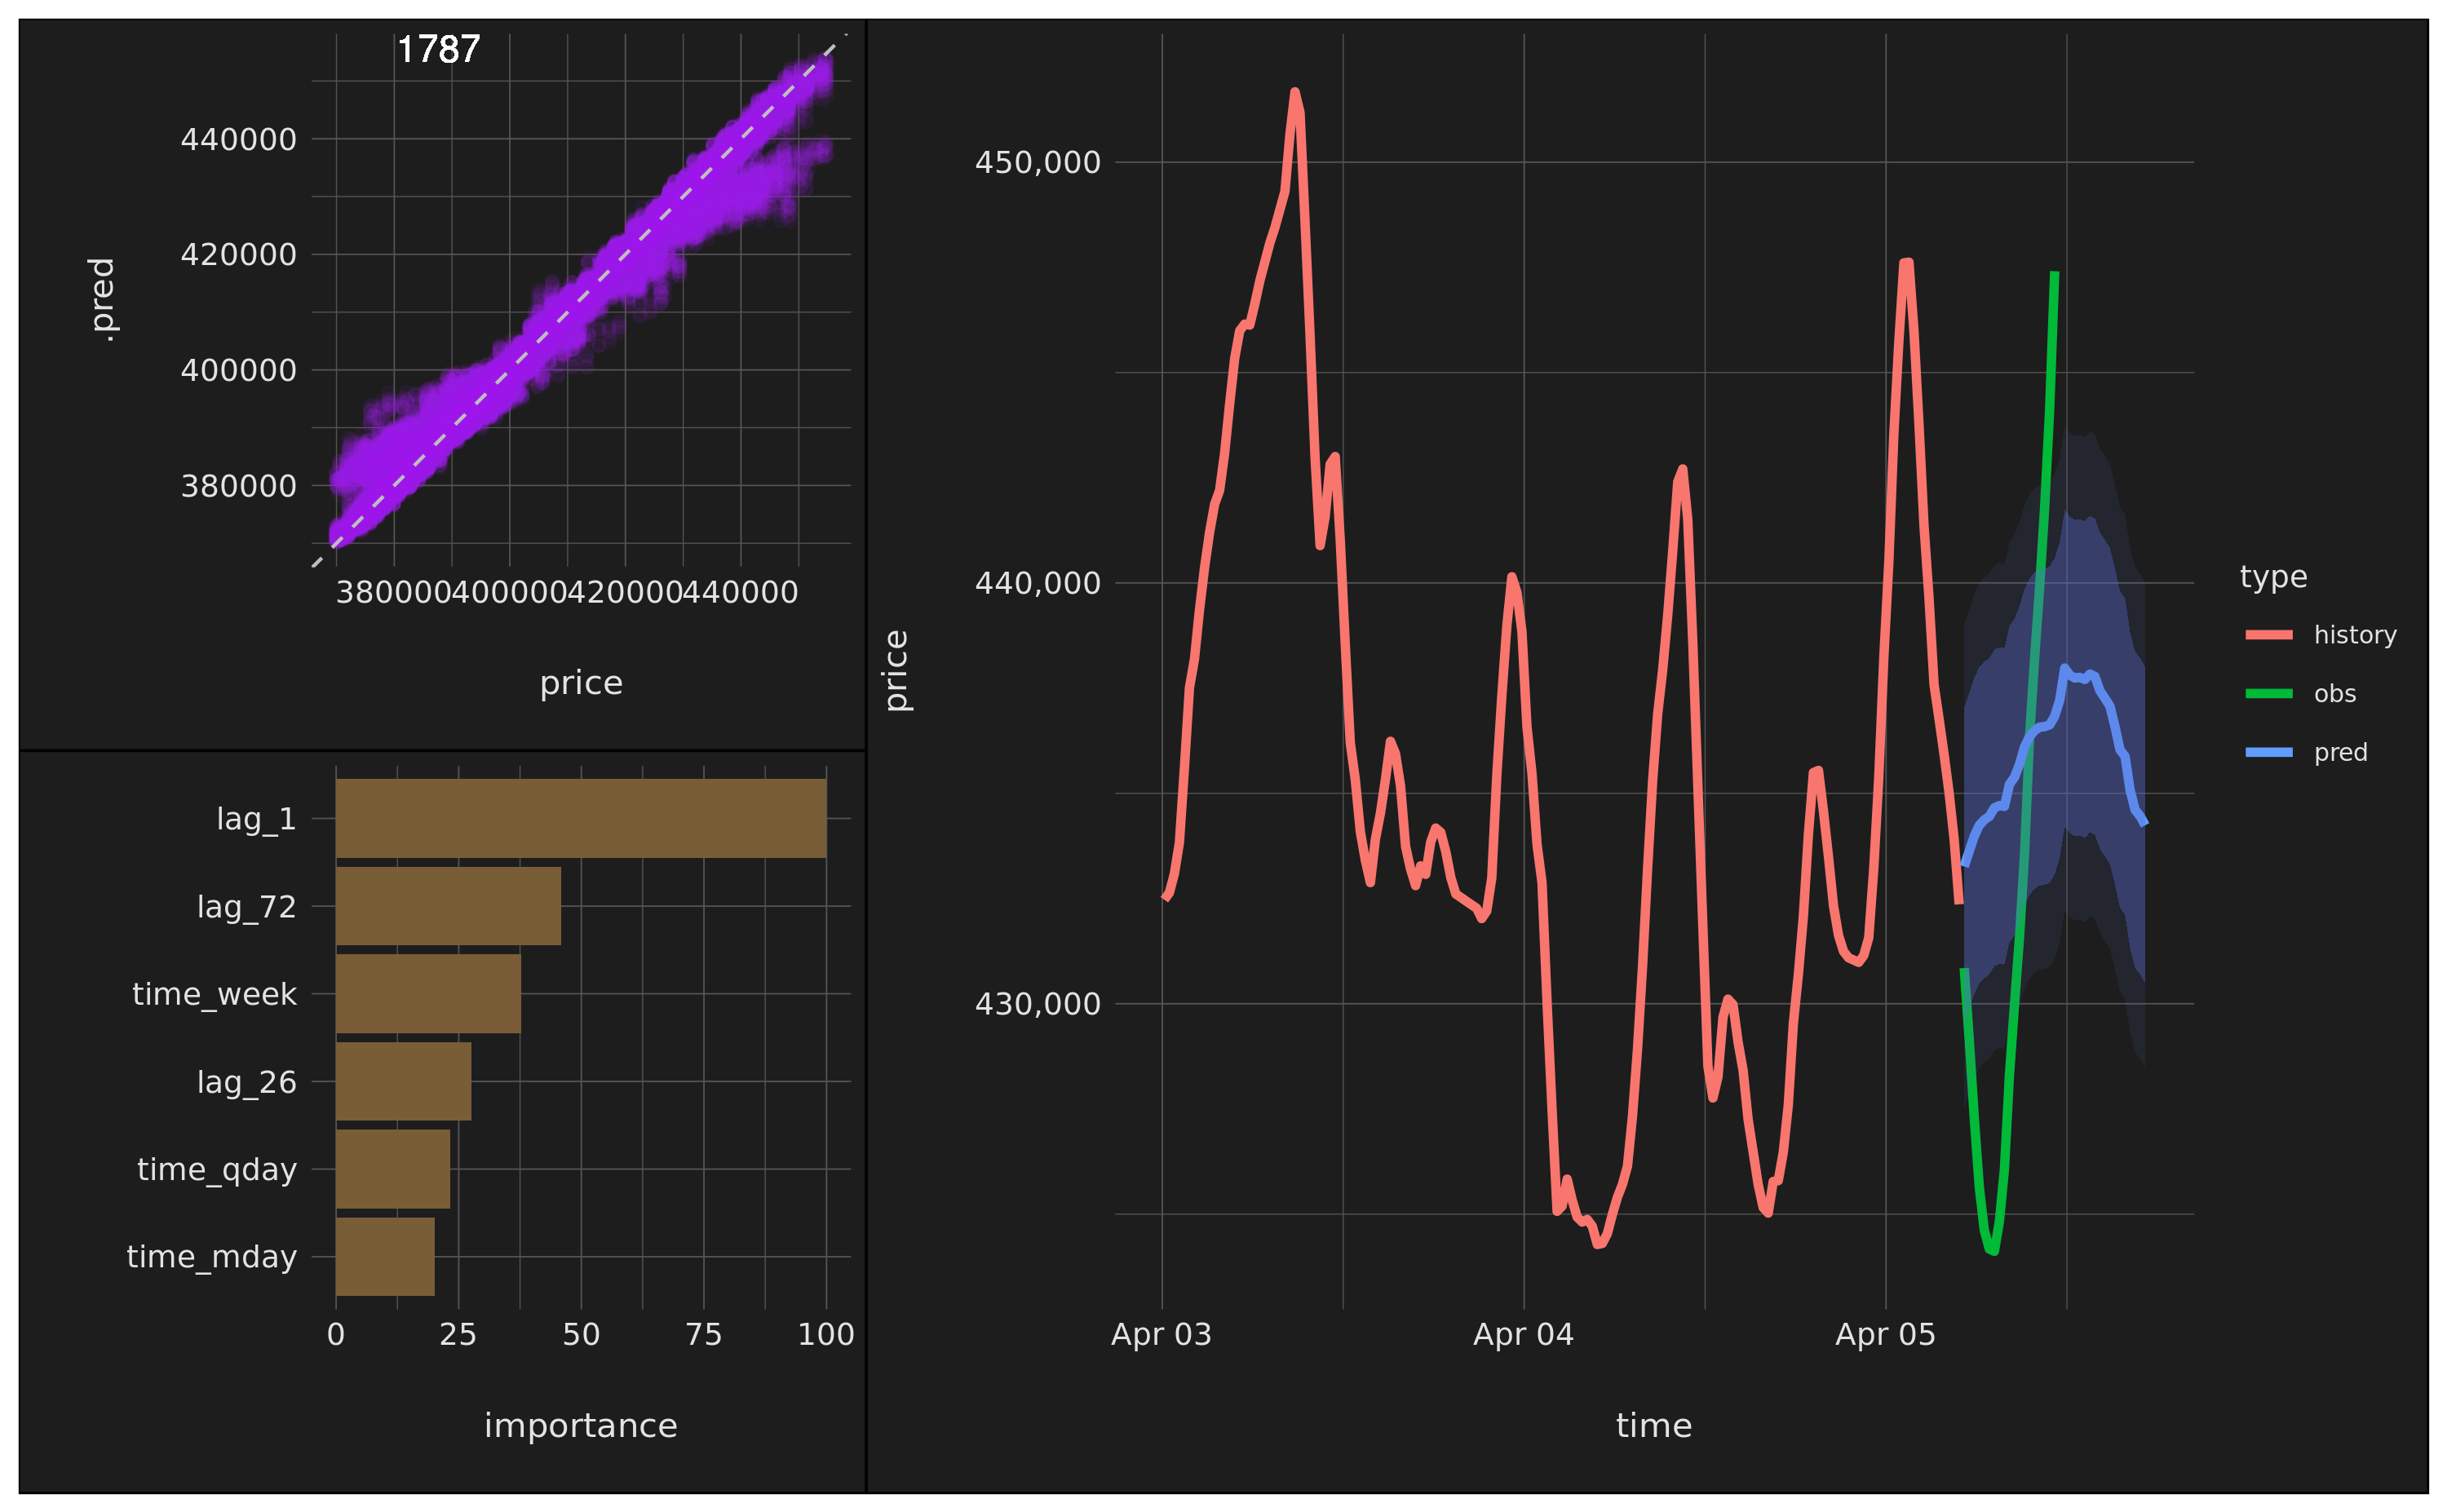 1787
440000
420000
400000
380000
.pred
380000400000420000440000
price
lag_1
lag_72
time_week
lag_26
time_qday
time_mday
0 25 50 75 100
importance
450,000
440,000
430,000
price
Apr 03 Apr 04 Apr 05
time
type
history
obs
pred